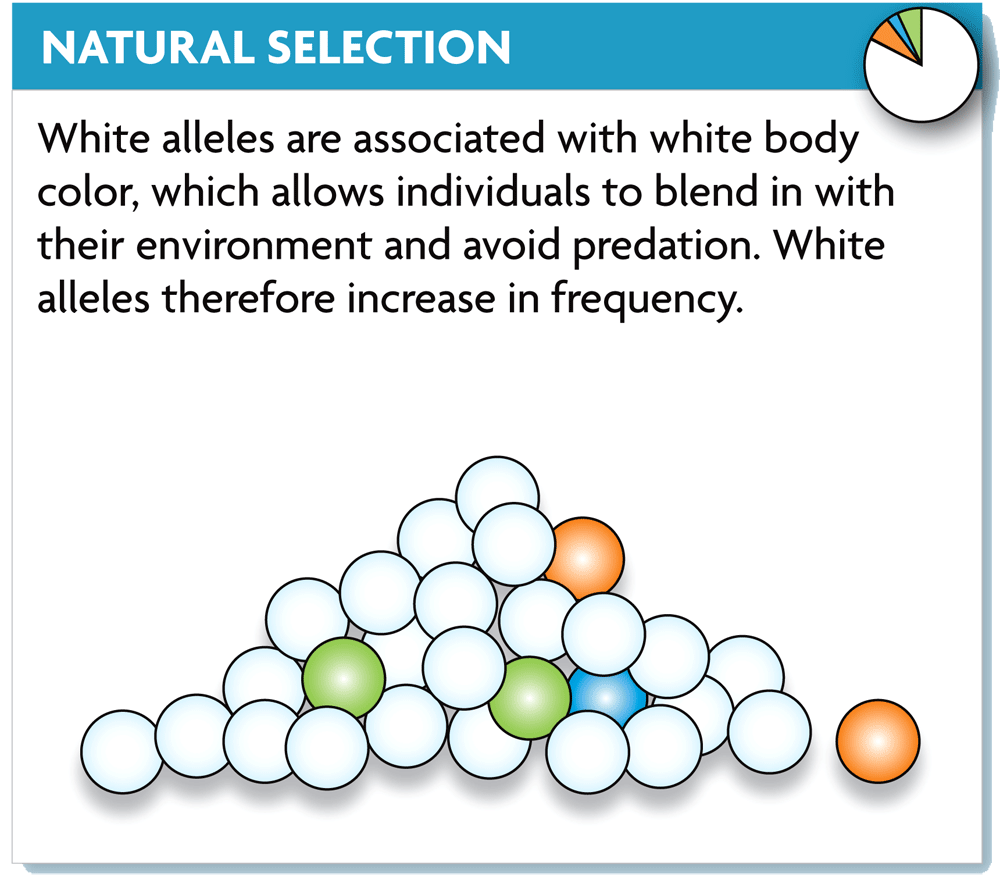 NATURAL SELECTION
White alleles are associated with white body
color, which allows individuals to blend in with
their environment and avoid predation. White
alleles therefore increase in frequency.